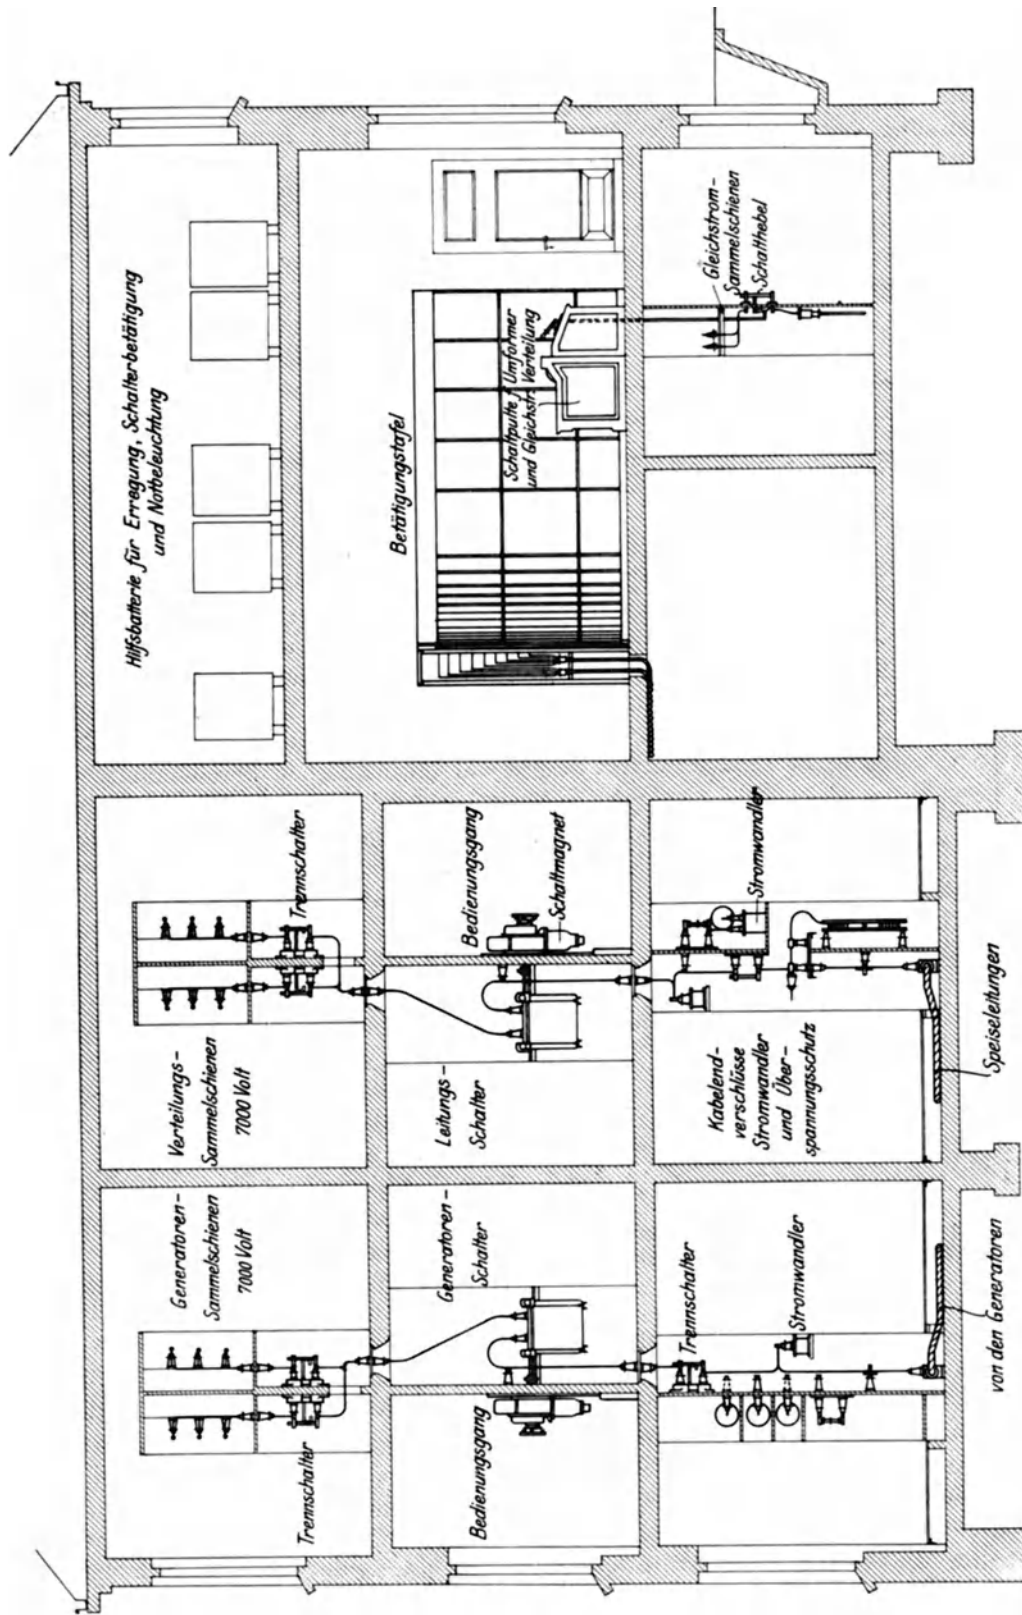 Generatoren-
Sammelschienen
7000 Volt
Trennschalter
Verteilungs-
Sammelschienen
7000 Volt
Trennschalter
Hilfsbatterie für Erregung, Schalterbetätigung
und Notbeleuchtung
Generatoren-
Schalter
Bedienungsgang
Leitungs-
Schalter
Bedienungsgang
Schaltmagnet
Betätigungstafel
Schaltpulte f. Umformer
und Gleichstr. Verteilung
Trennschalter
Stromwandler
von den Generatoren
Kabelend-
verschlüsse
Stromwandler
und Über-
spannungsschutz
Stromwandler
Speiseleitungen
Gleichstrom-
Sammelschienen
Schalthebel